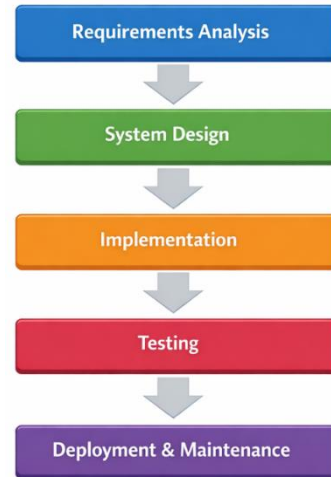 Requirements Analysis
System Design
Implementation
Testing
Deployment & Maintenance